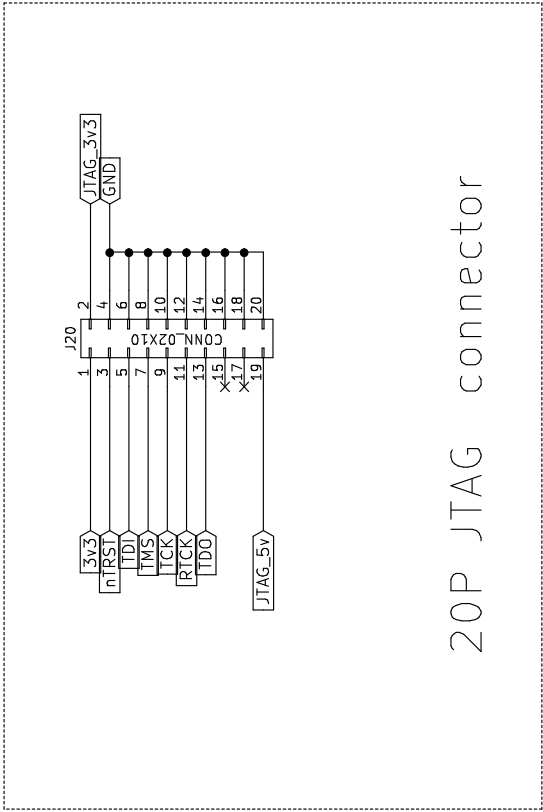 JTAG_3v3
GND
2
4
6
8
10
12
14
16
18
20
J20
CONN_02X10
1
3
5
7
9
11
13
15
17
19
3v3
nTRST
TDI
TMS
TCK
RTCK
TDO
JTAG_5v
20P JTAG connector